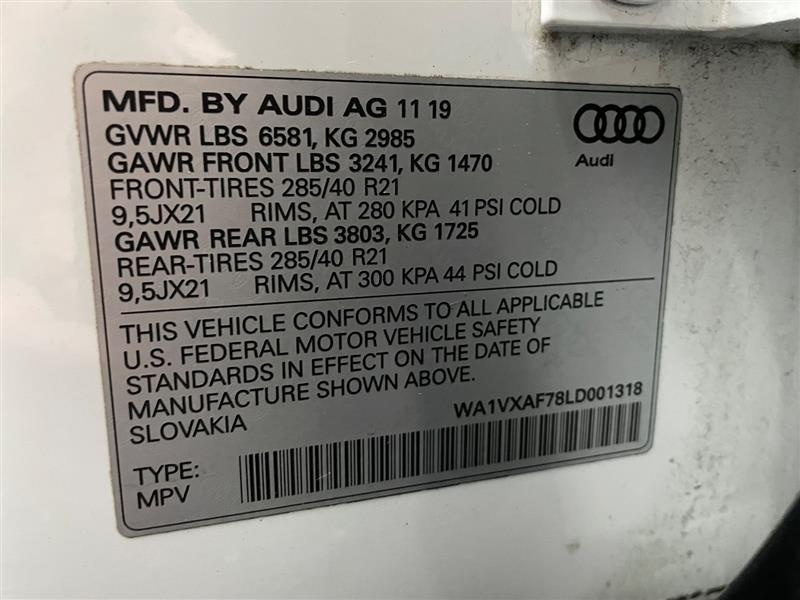 MFD. BY AUDI AG 11 19
GVWR LBS 6581, KG 2985
GAWR FRONT LBS 3241, KG 1470
FRONT-TIRES 285/40 R21
9,5JX21 RIMS, AT 280 KPA 41 PSI COLD
GAWR REAR LBS 3803, KG 1725
REAR-TIRES 285/40 R21
9,5JX21 RIMS, AT 300 KPA 44 PSI COLD
Audi
THIS VEHICLE CONFORMS TO ALL APPLICABLE
U.S. FEDERAL MOTOR VEHICLE SAFETY
STANDARDS IN EFFECT ON THE DATE OF
MANUFACTURE SHOWN ABOVE.
SLOVAKIA
WA1VXAF78LD001318
TYPE:
MPV